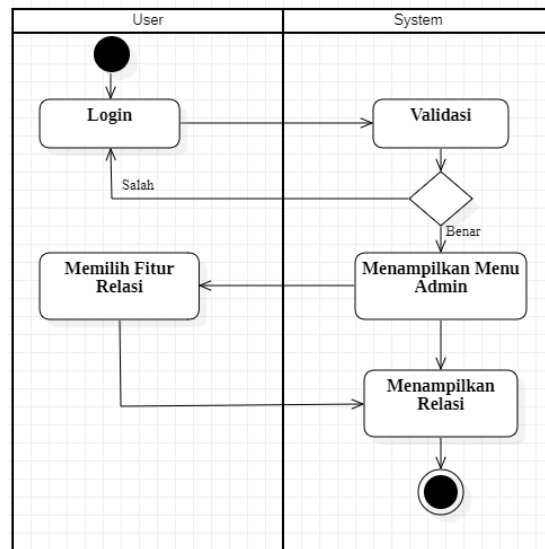 User
System
Login
Validasi
Salah
Benar
Memilih Fitur
Relasi
Menampilkan Menu
Admin
Menampilkan
Relasi